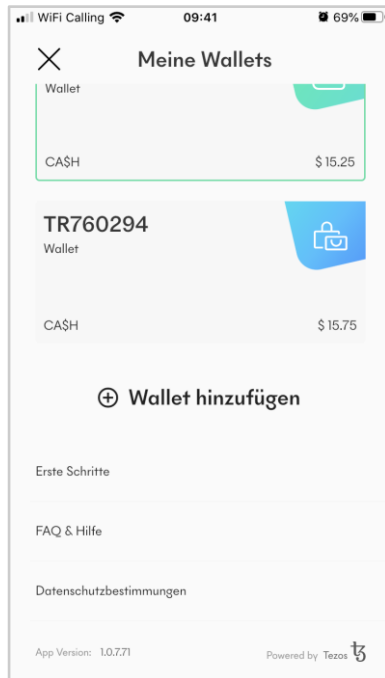 WiFi Calling 09:41 69%
Meine Wallets
Wallet
CA$H $ 15.25
TR760294
Wallet
CA$H $ 15.75
Wallet hinzufügen
Erste Schritte
FAQ & Hilfe
Datenschutzbestimmungen
App Version: 1.0.7.71 Powered by Tezos